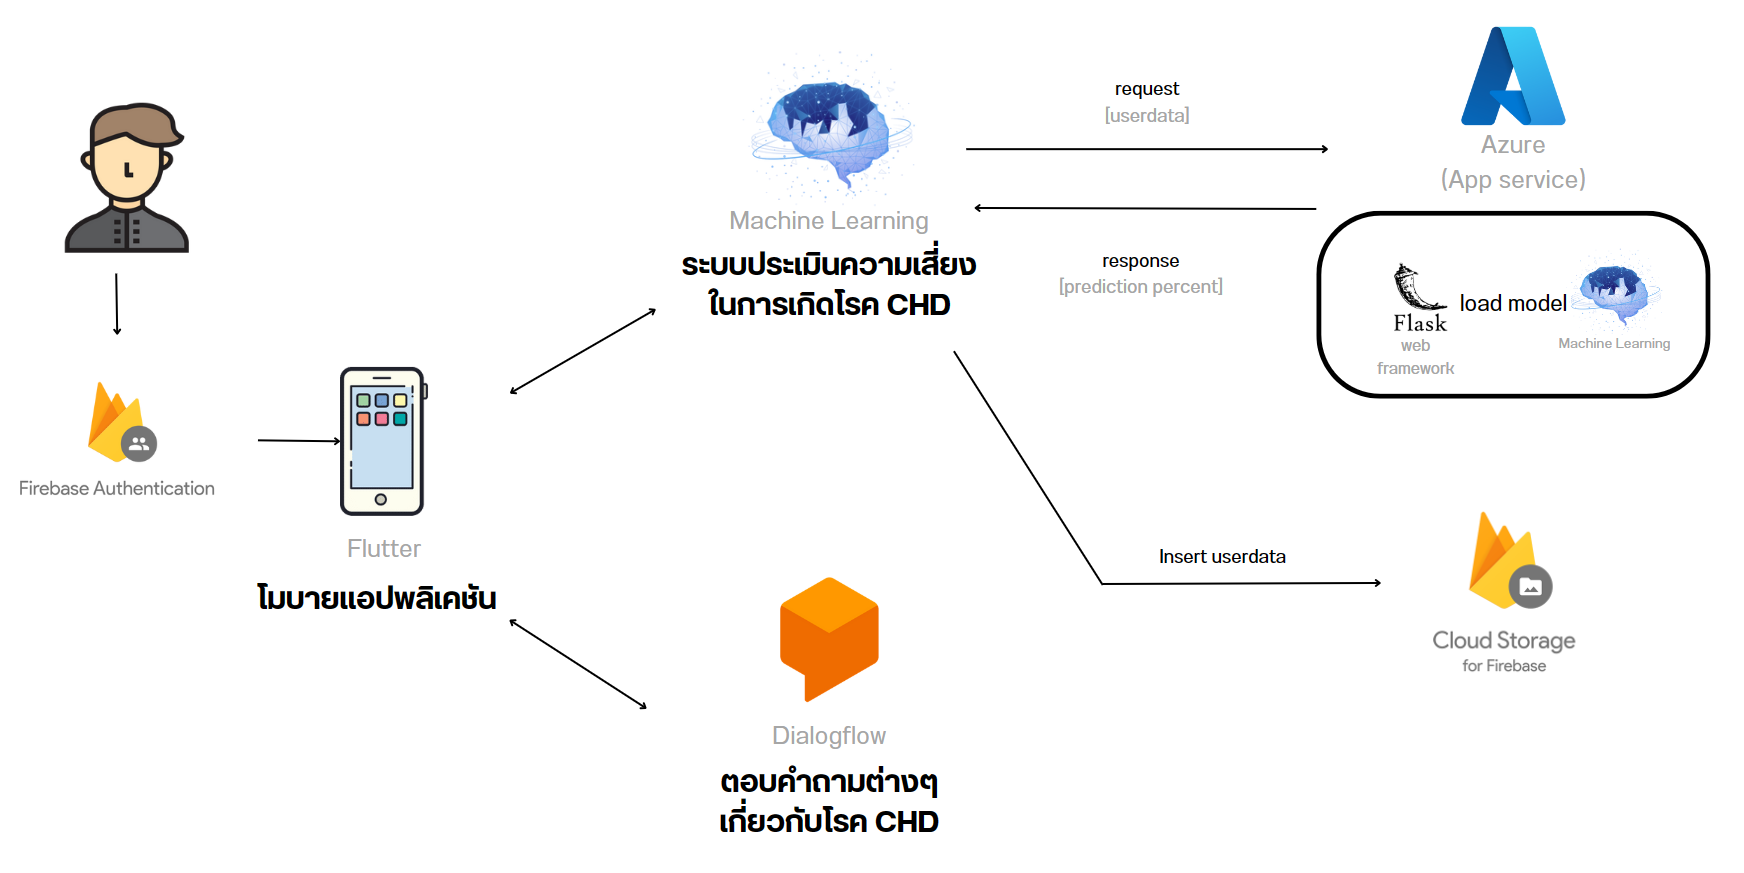 request
[userdata]
Azure
(App service)
Machine Learning
ระบบประเมินความเสี่ยง
ในการเกิดโรค CHD
response
[prediction percent]
Flask
web
framework
load model
Machine Learning
Firebase Authentication
Flutter
โมบายแอปพลิเคชัน
Insert userdata
Cloud Storage
for Firebase
Dialogflow
ตอบคำถามต่างๆ
เกี่ยวกับโรค CHD